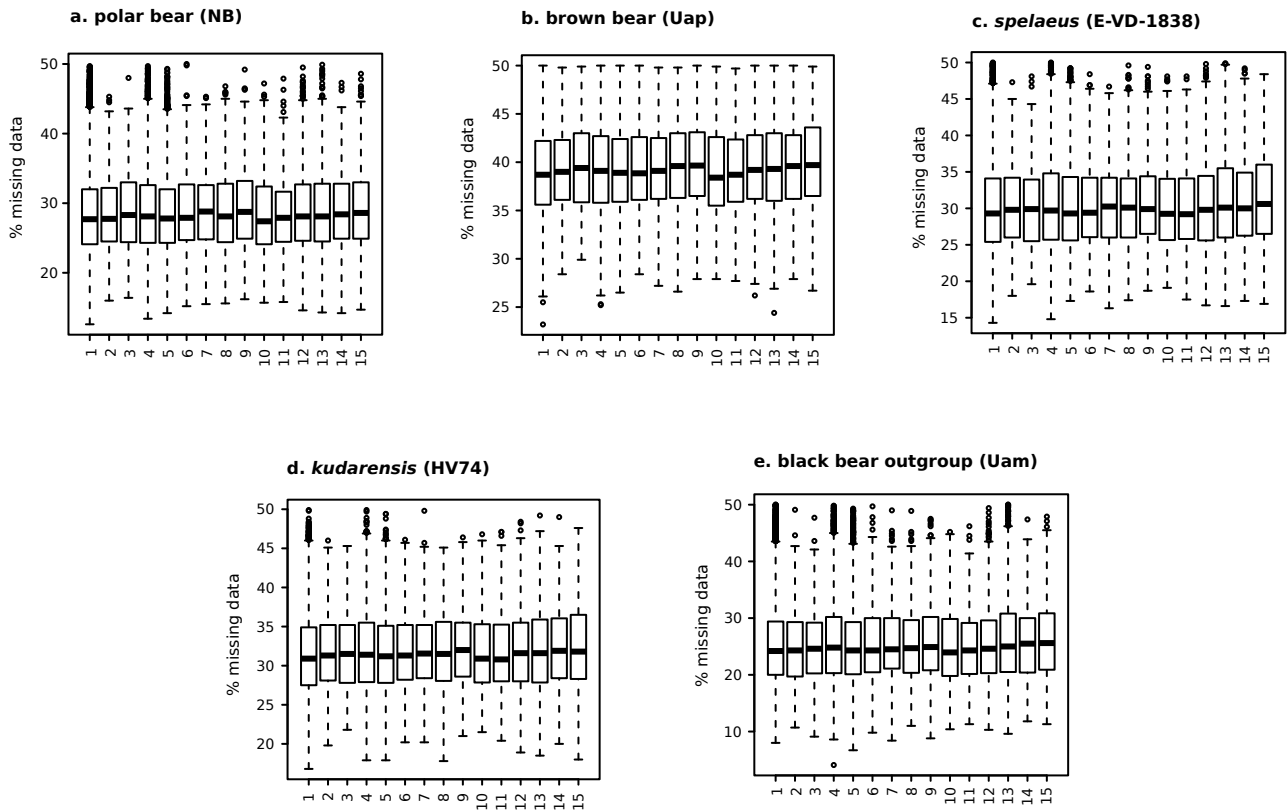 a. polar bear (NB)
% missing data
50
40
30
20
1 2 3 4 5 6 7 8 9 10 11 12 13 14 15
b. brown bear (Uap)
% missing data
50
45
40
35
30
25
1 2 3 4 5 6 7 8 9 10 11 12 13 14 15
c. spelaeus (E-VD-1838)
% missing data
50
45
40
35
30
25
20
15
1 2 3 4 5 6 7 8 9 10 11 12 13 14 15
d. kudarensis (HV74)
% missing data
50
45
40
35
30
25
20
1 2 3 4 5 6 7 8 9 10 11 12 13 14 15
e. black bear outgroup (Uam)
% missing data
50
40
30
20
10
1 2 3 4 5 6 7 8 9 10 11 12 13 14 15